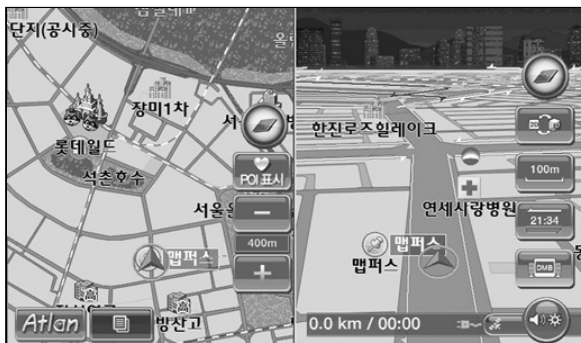 단지(공사중)
장미1차
롯데월드
석촌호수
POI 표시
400m
맵퍼스
방산고
Atlan
한진로즈힐레이크
100m
연세사랑병원
21:34
맵퍼스
맵퍼스
DMB
0.0 km / 00:00